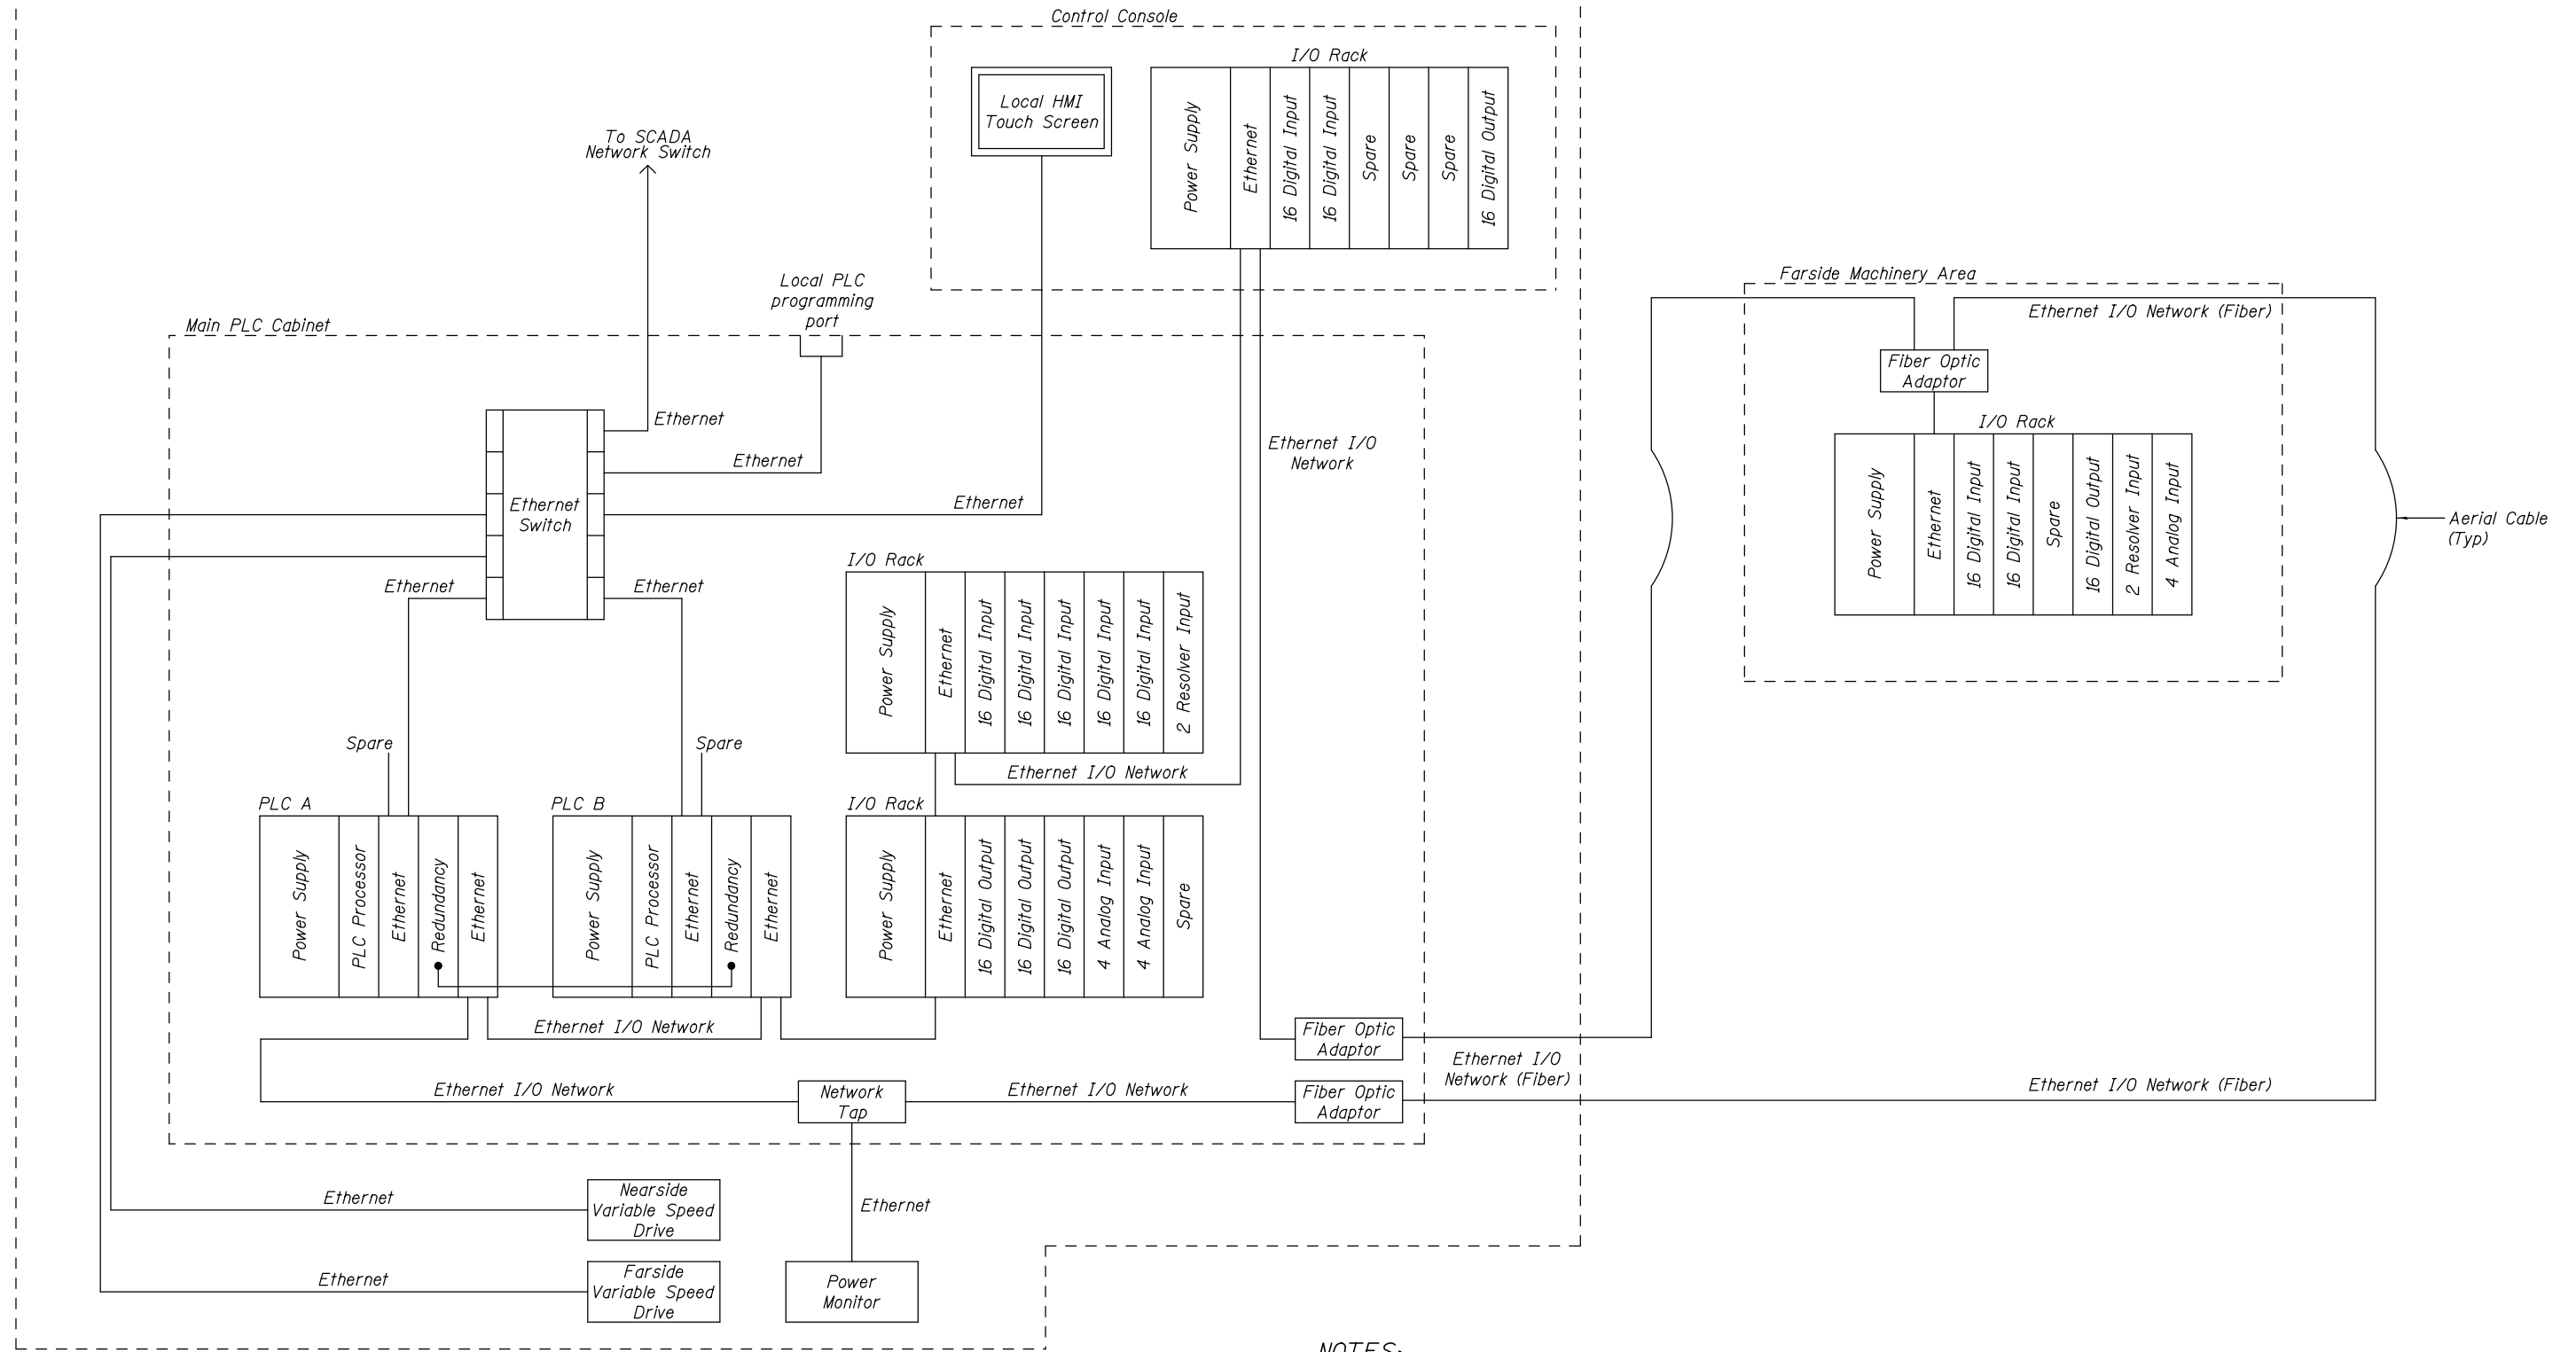 Control Console
I/O Rack
Local HMI
Touch Screen
Power Supply
Ethernet
16 Digital Input
16 Digital Input
Spare
Spare
Spare
16 Digital Output
To SCADA
Network Switch
Local PLC
programming
port
Main PLC Cabinet
Ethernet
Ethernet
Ethernet
Ethernet
Switch
Ethernet
Ethernet
Ethernet I/O
Network
I/O Rack
Power Supply
Ethernet
16 Digital Input
16 Digital Input
16 Digital Input
16 Digital Input
16 Digital Input
2 Resolver Input
Ethernet I/O Network
Spare
Spare
PLC A
Power Supply
PLC Processor
Ethernet
Redundancy
Ethernet
PLC B
Power Supply
PLC Processor
Ethernet
Redundancy
Ethernet
I/O Rack
Power Supply
Ethernet
16 Digital Output
16 Digital Output
16 Digital Output
4 Analog Input
4 Analog Input
Spare
Ethernet I/O Network
Fiber Optic
Adaptor
Ethernet I/O Network
Network
Tap
Ethernet I/O Network
Fiber Optic
Adaptor
Ethernet I/O
Network (Fiber)
Ethernet I/O Network (Fiber)
Ethernet
Nearside
Variable Speed
Drive
Ethernet
Ethernet
Farside
Variable Speed
Drive
Power
Monitor
Farside Machinery Area
Ethernet I/O Network (Fiber)
Fiber Optic
Adaptor
I/O Rack
Power Supply
Ethernet
16 Digital Input
16 Digital Input
Spare
16 Digital Output
2 Resolver Input
4 Analog Input
Aerial Cable
(Typ)
NOTES: